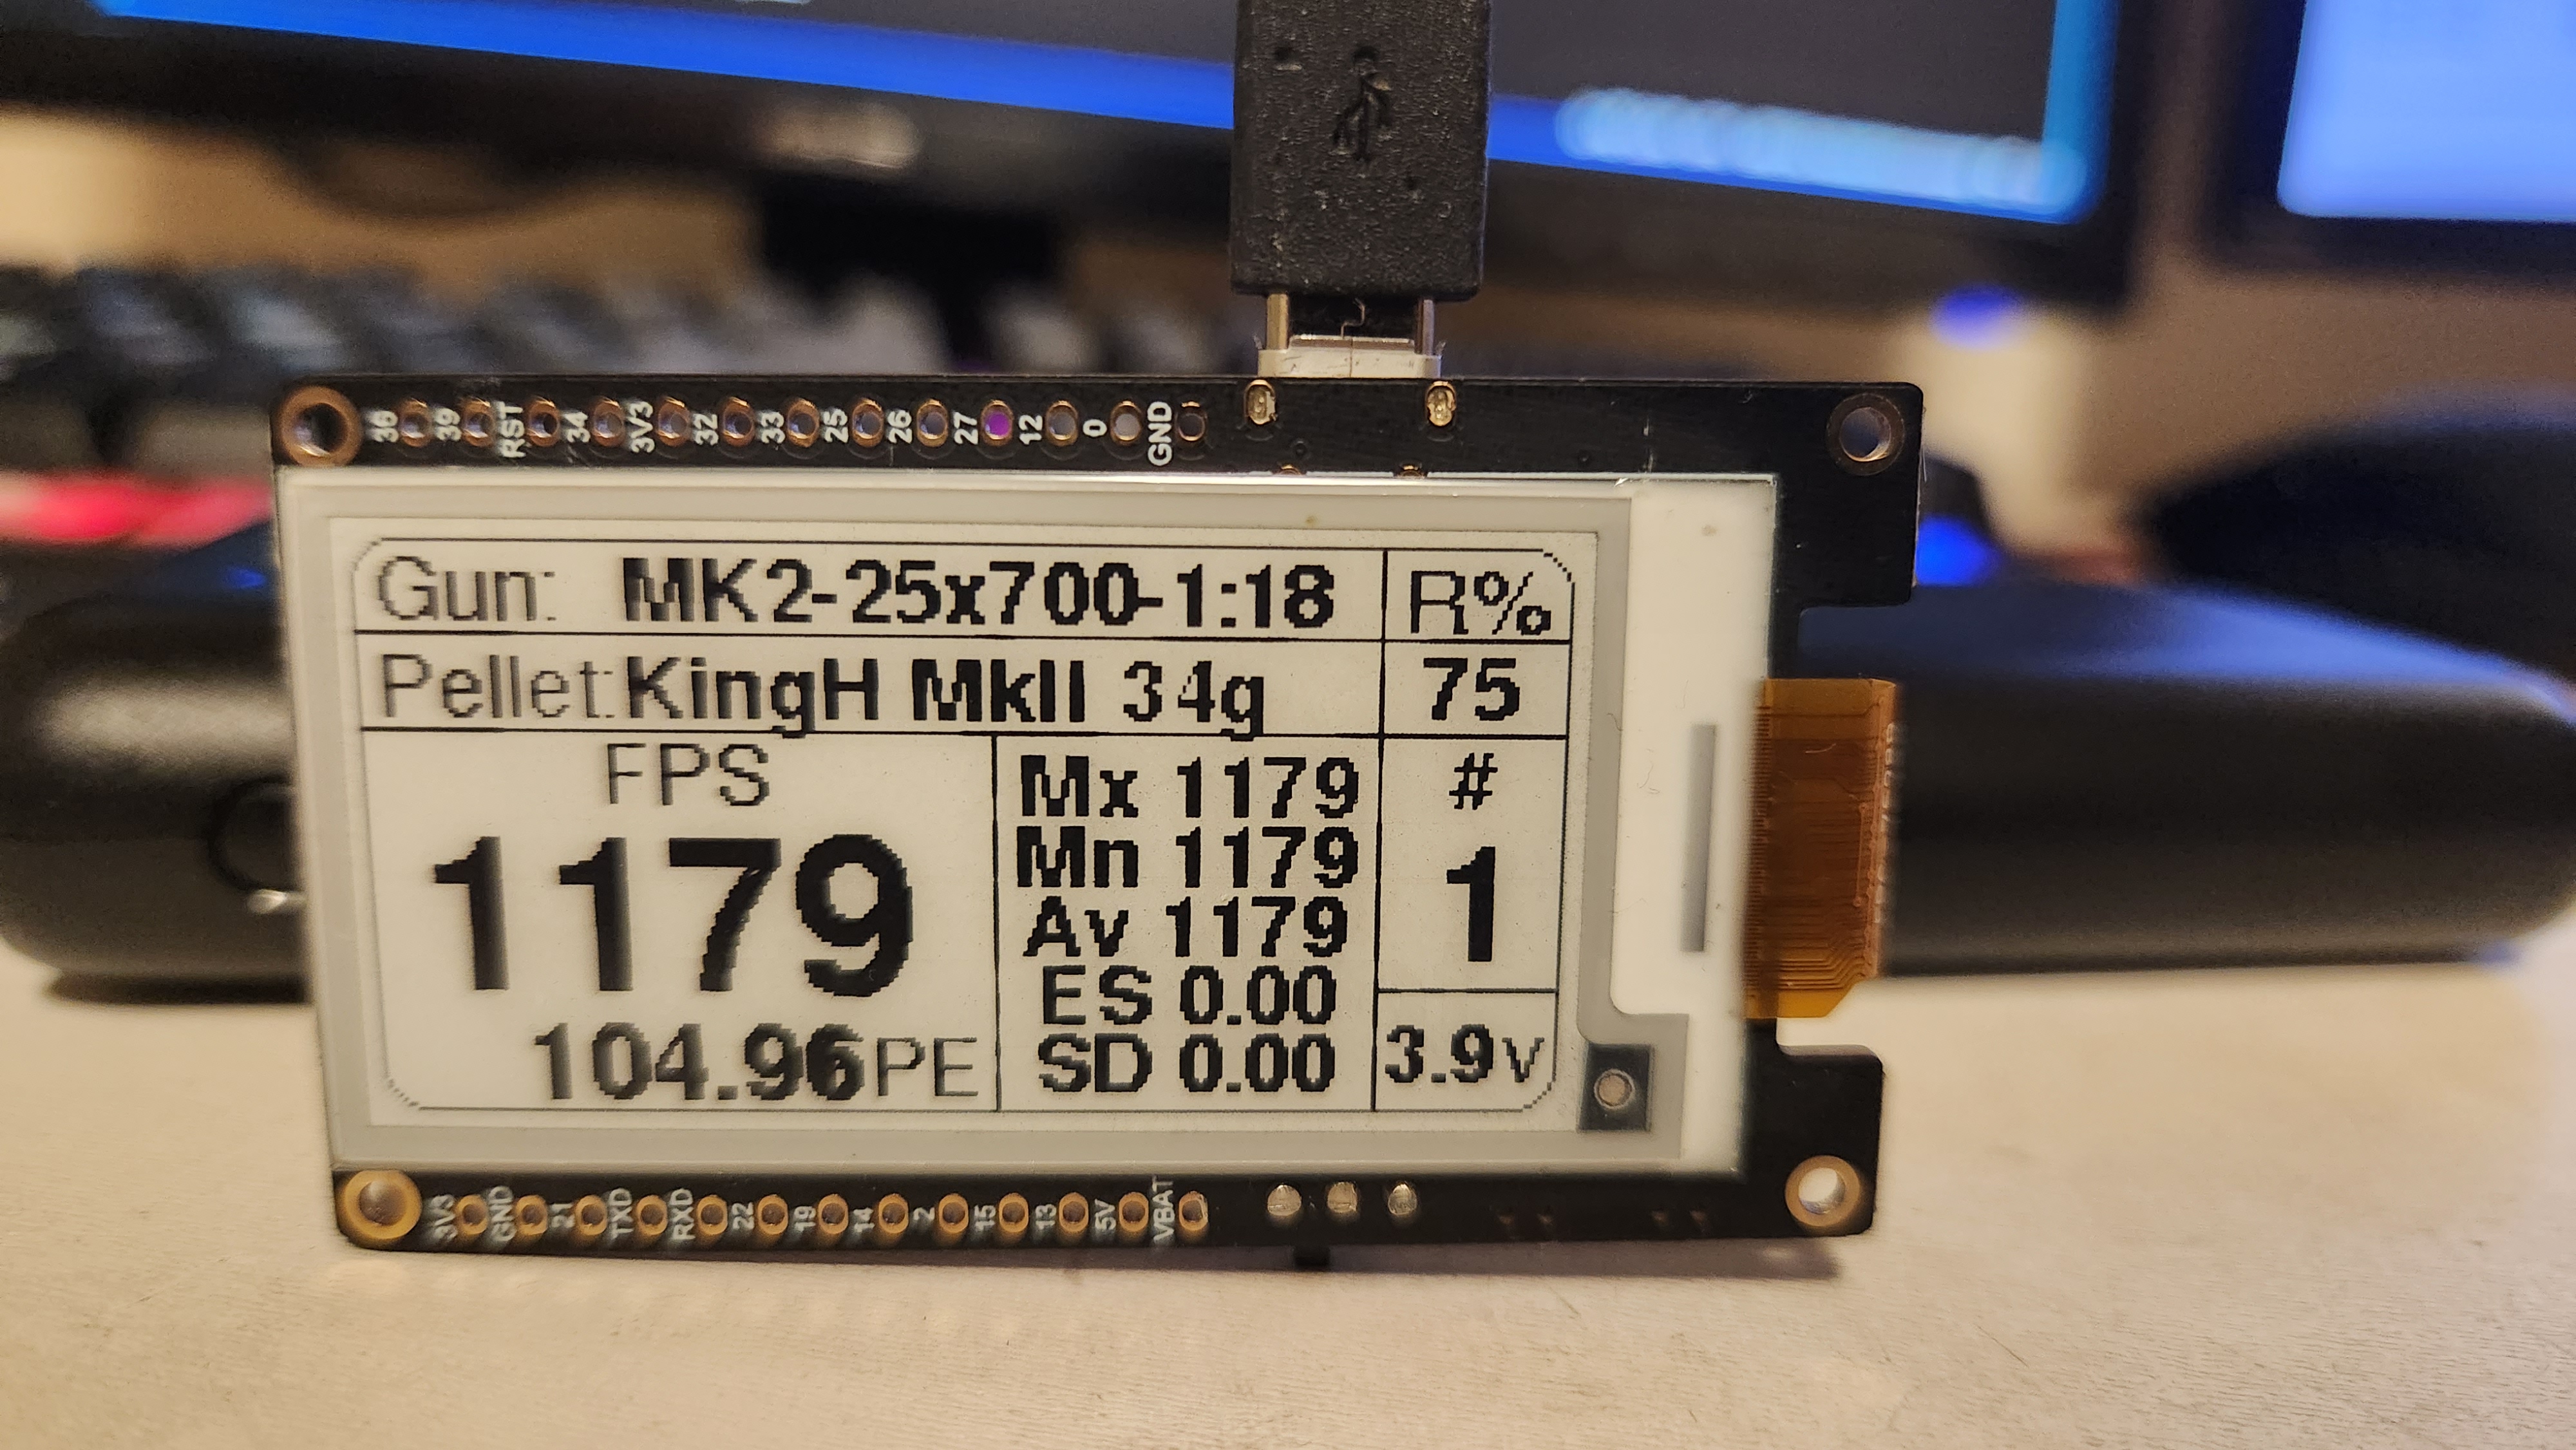 36 39 RST 34 3V3 32 33 25 26 27 12 0 GND
Gun: MK2-25x700-1:18
R%
Pellet:KingH MkII 34g
75
FPS
1179
104.96PE
Mx 1179
Mn 1179
Av 1179
ES 0.00
SD 0.00
#
1
3.9V
3V3 GND 21 TXD RXD 22 19 14 2 15 13 5V VBAT